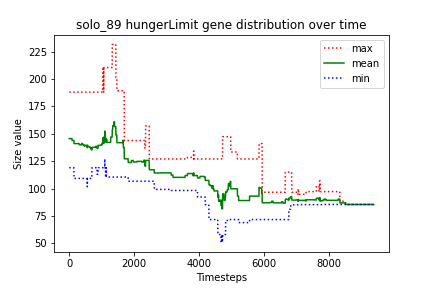 solo_89 hungerLimit gene distribution over time
max
mean
min
Size value
225
200
175
150
125
100
75
50
0 2000 4000 6000 8000
Timesteps